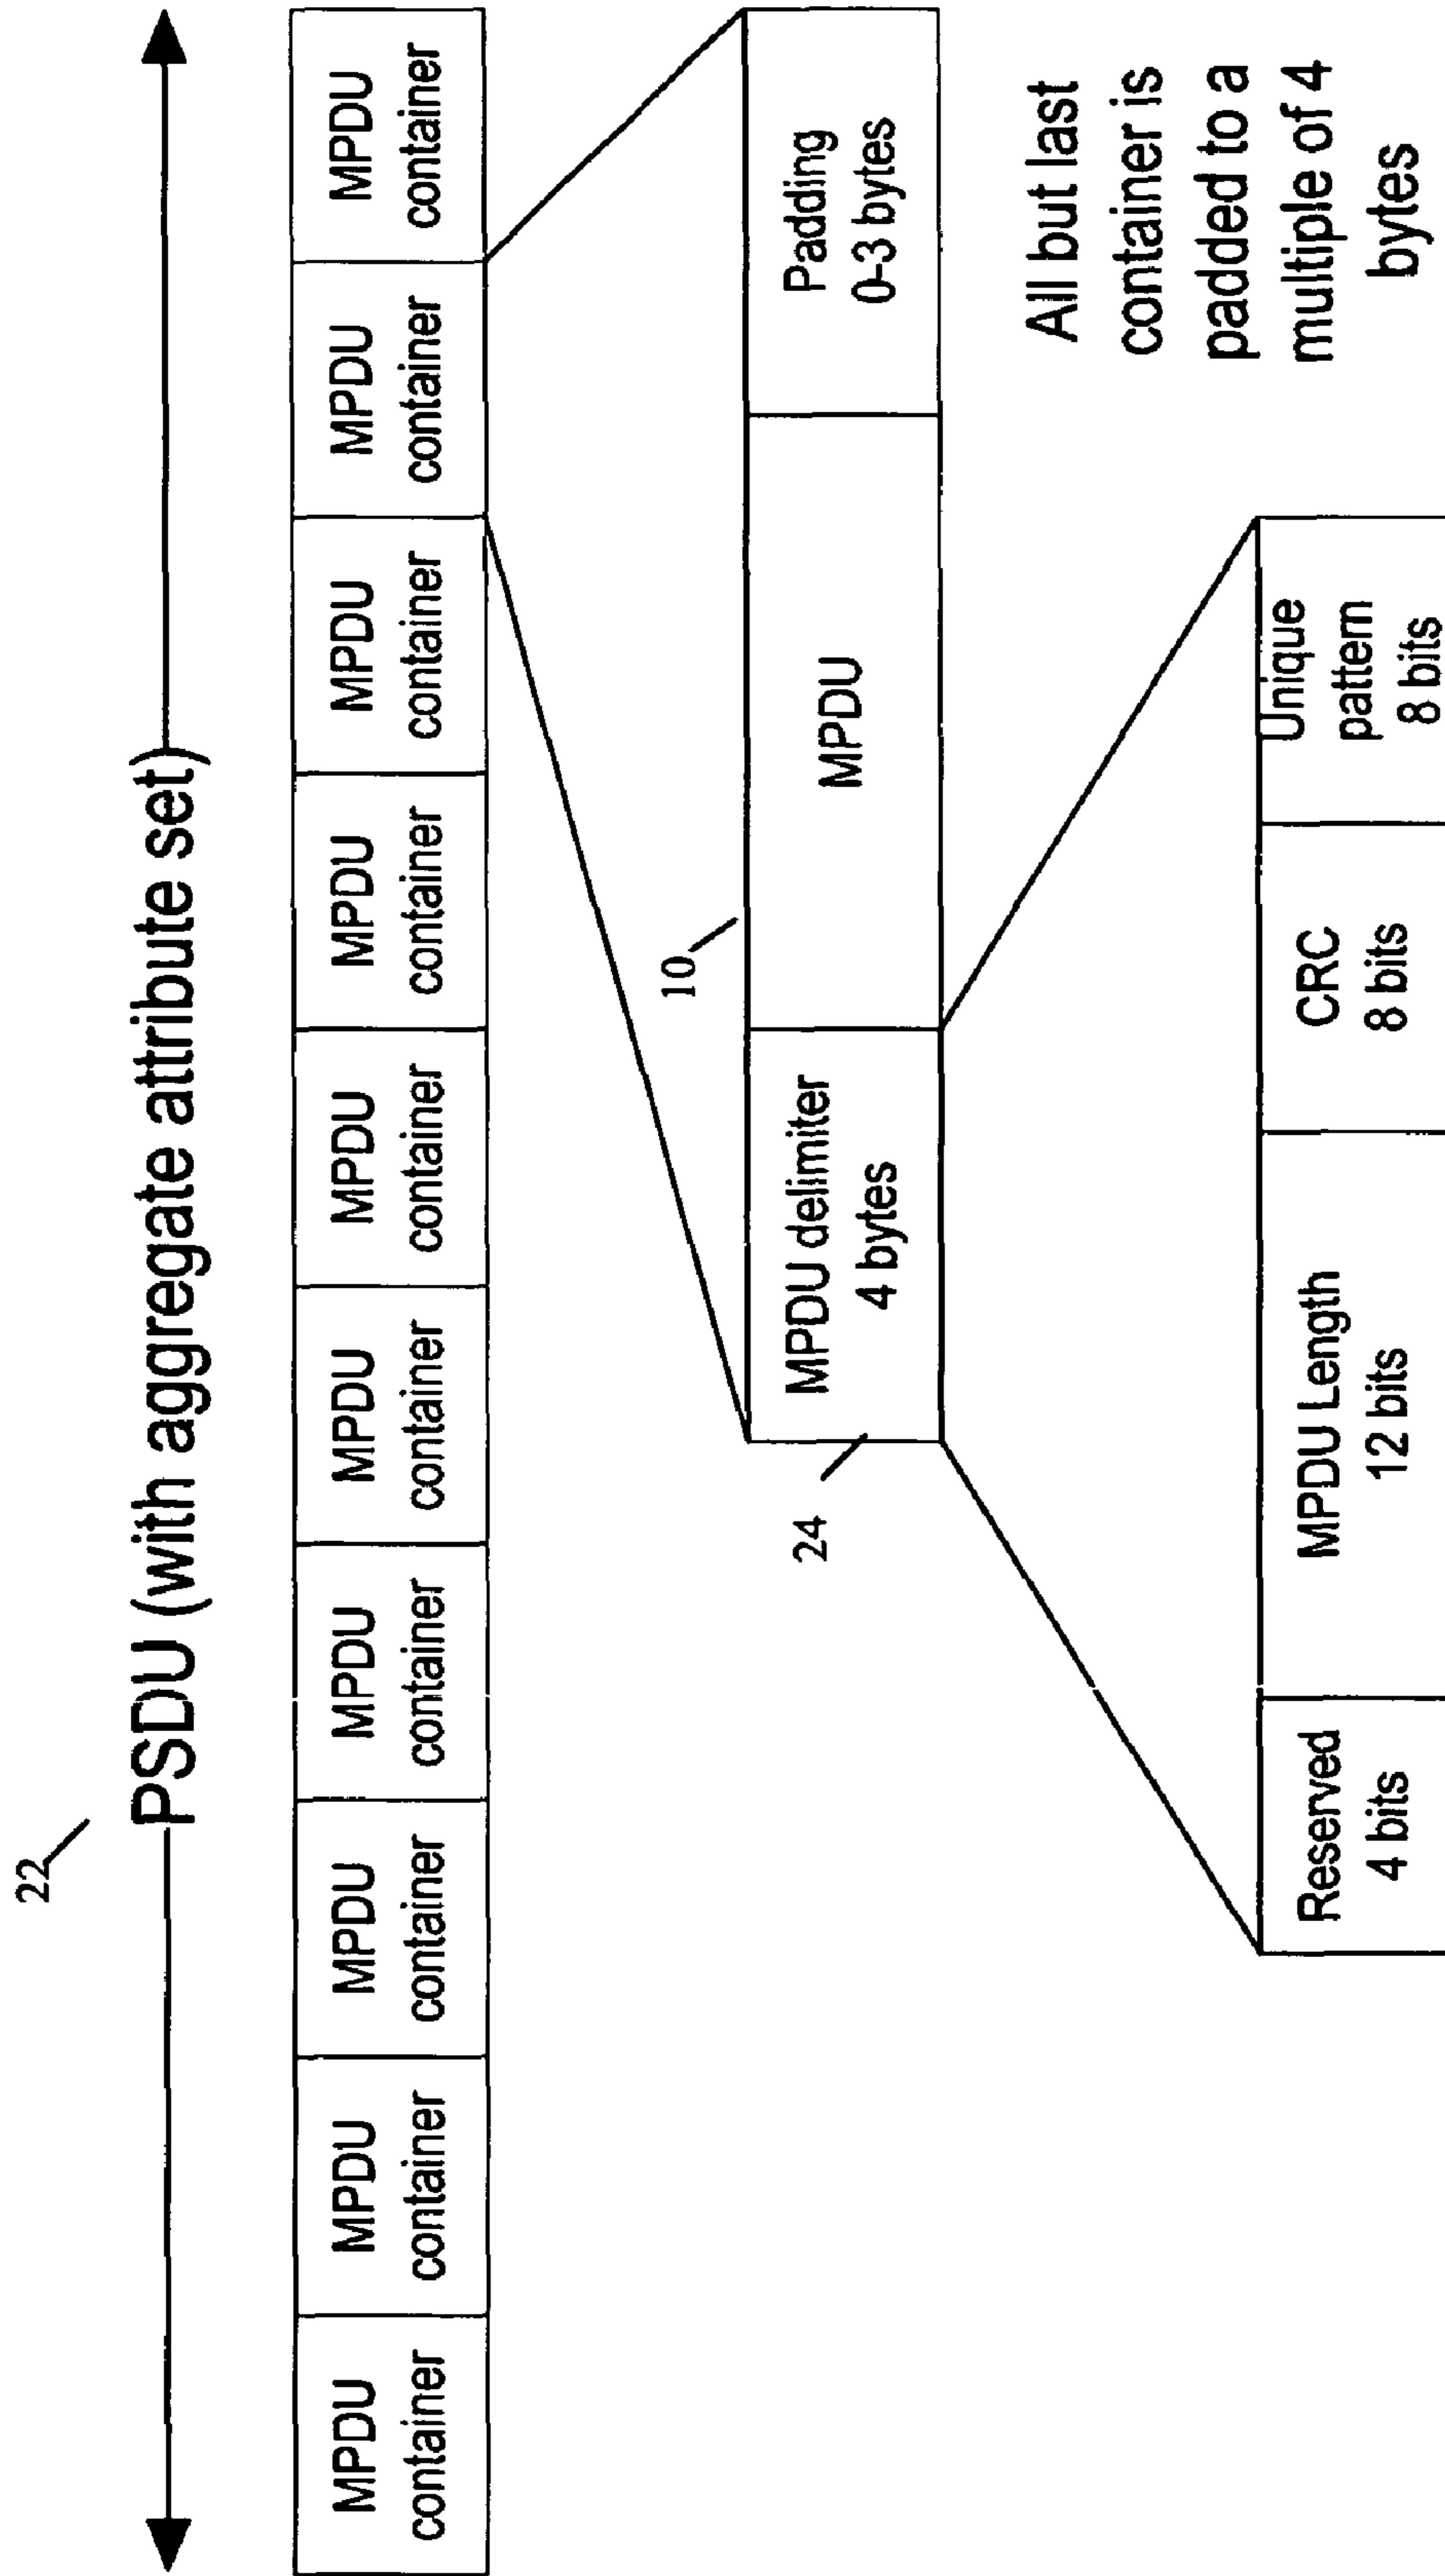 22
PSDU (with aggregate attribute set)
MPDU
container
MPDU
container
MPDU
container
MPDU
container
MPDU
container
MPDU
container
MPDU
container
MPDU
container
MPDU
container
MPDU
container
10
24
MPDU delimiter
4 bytes
MPDU
Padding
0-3 bytes
All but last
container is
padded to a
multiple of 4
bytes
Reserved
4 bits
MPDU Length
12 bits
CRC
8 bits
Unique
pattern
8 bits